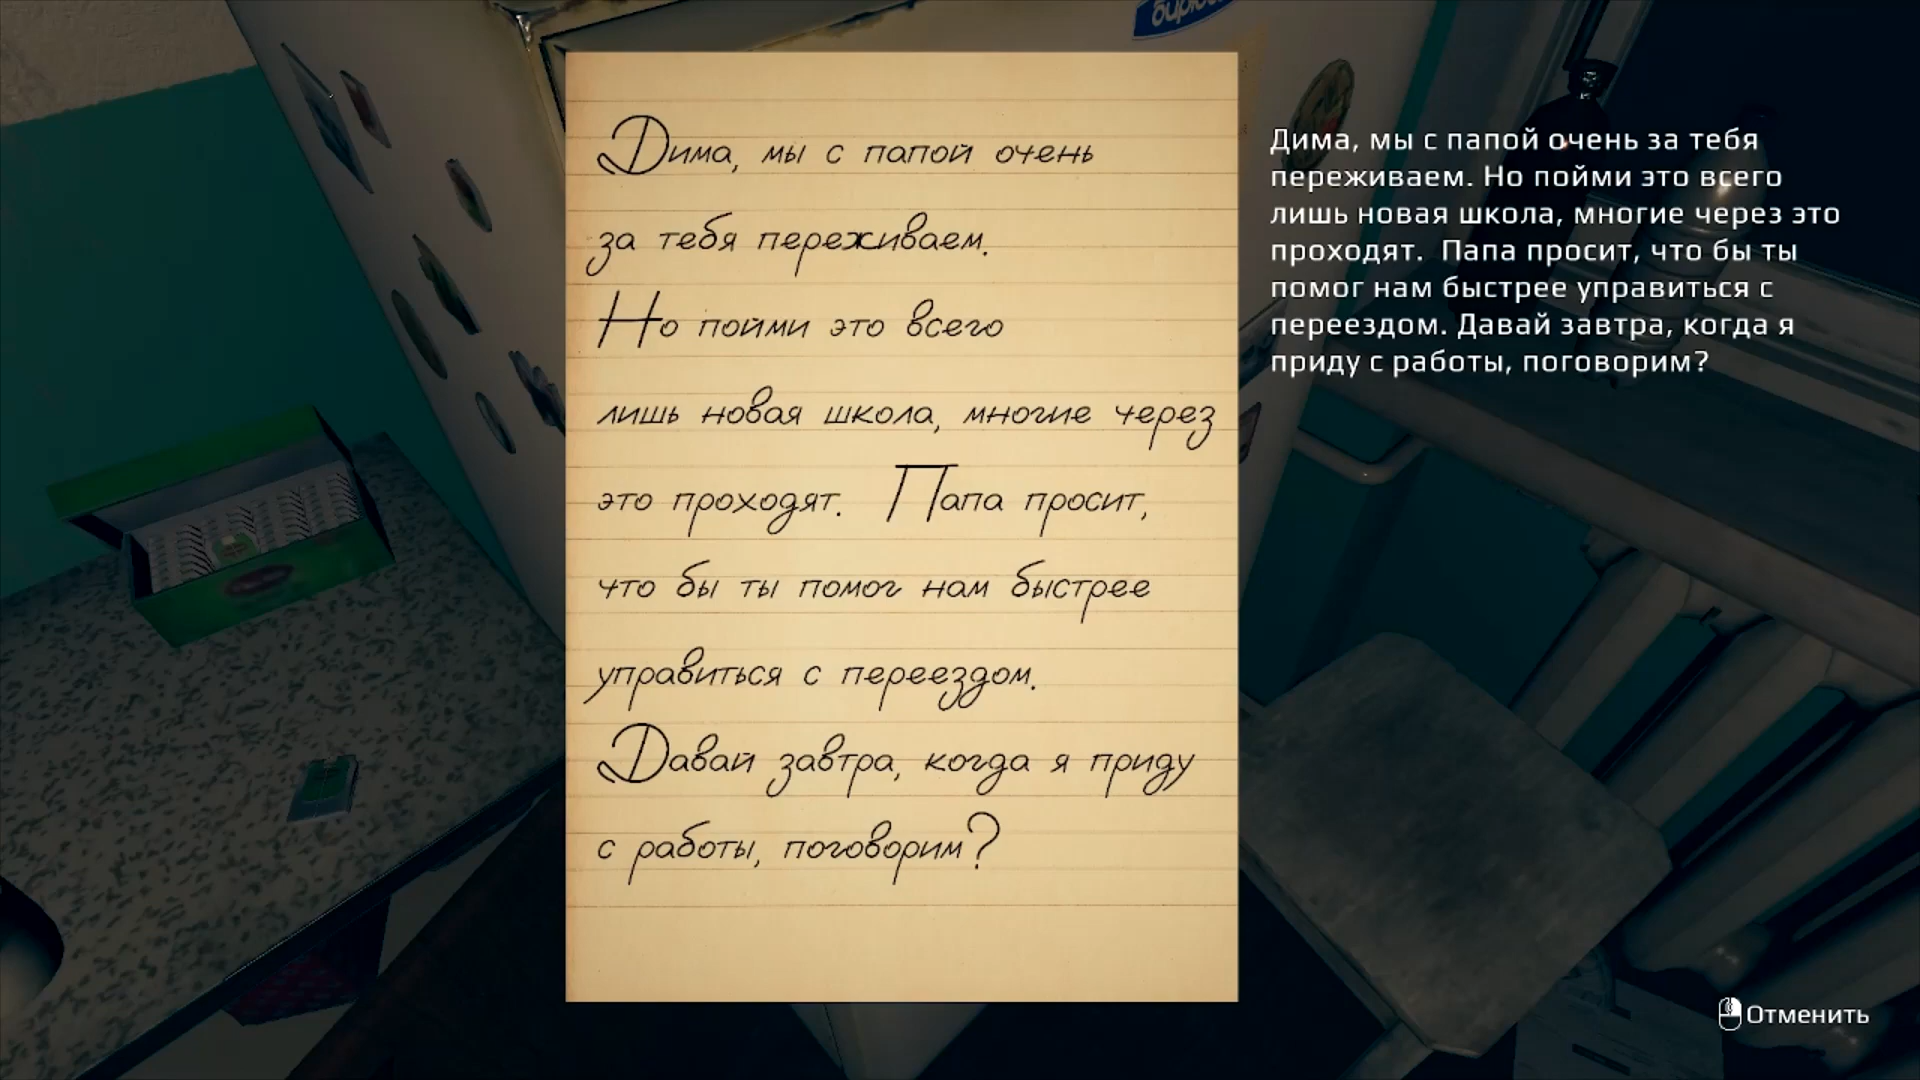 Дима, мы с папой очень
за тебя переживаем.
Но пойми это всего
лишь новая школа, многие через
это проходят.  Папа просит,
что бы ты помог нам быстрее
управиться с переездом.
Давай завтра, когда я приду
с работы, поговорим?
Дима, мы с папой очень за тебя
переживаем. Но пойми это всего
лишь новая школа, многие через это
проходят.  Папа просит, что бы ты
помог нам быстрее управиться с
переездом. Давай завтра, когда я
приду с работы, поговорим?
Отменить